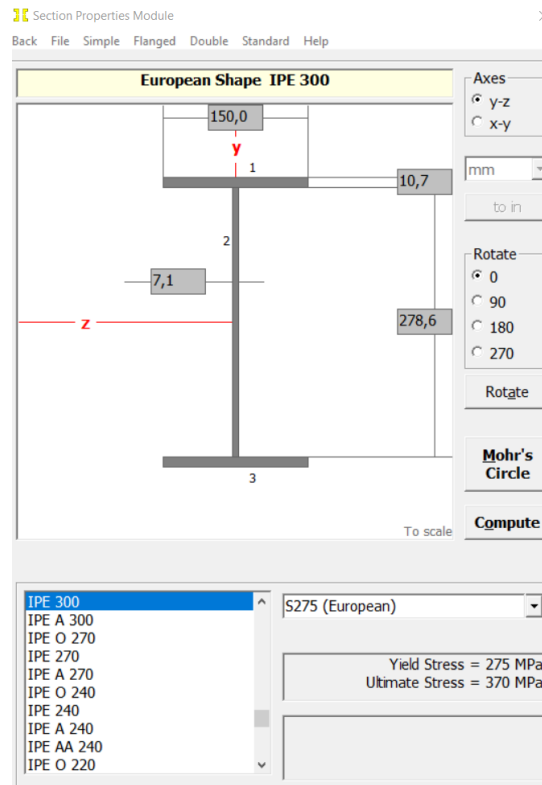 Section Properties Module
Back File Simple Flanged Double Standard Help
European Shape IPE 300
Axes
y-z
x-y
150,0
y
1
10,7
mm
to in
2
Rotate
0
7,1
90
z
278,6
180
270
Rotate
Mohr's
Circle
3
Compute
To scale
IPE 300
IPE A 300
IPE O 270
IPE 270
IPE A 270
IPE O 240
IPE 240
IPE A 240
IPE AA 240
IPE O 220
S275 (European)
Yield Stress = 275 MPa
Ultimate Stress = 370 MPa